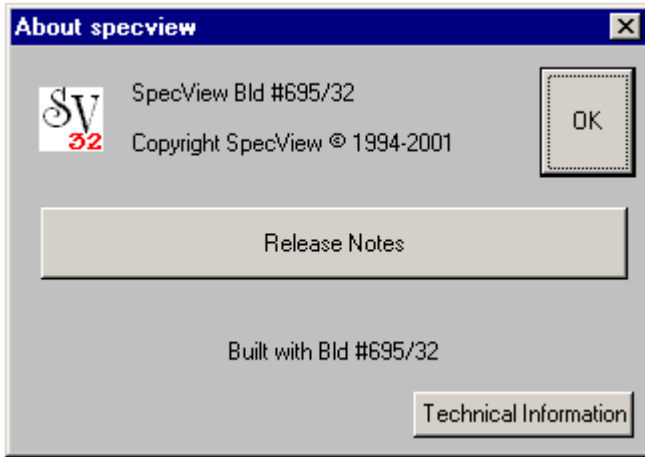 About specview
SV
32
SpecView Bld #695/32
Copyright SpecView © 1994-2001
OK
Release Notes
Built with Bld #695/32
Technical Information